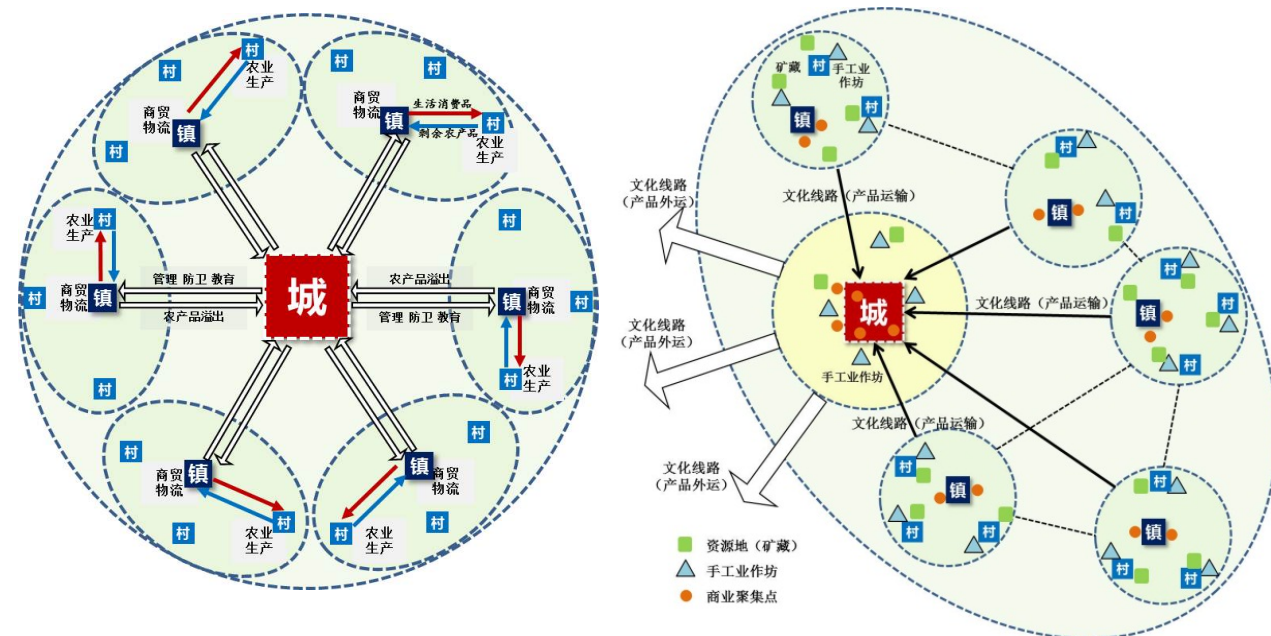 村
农业
生产
村
商贸
物流
镇
村
村
村
村
商贸
物流
镇
生活消费品
剩余农产品
村
农业
生产
村
农业
生产
村
商贸
物流
镇
村
村
管理 防卫 教育
农产品溢出
城
农产品溢出
管理 防卫 教育
村
镇
商贸
物流
村
村
农业
生产
村
村
商贸
物流
镇
村
农业
生产
村
镇
商贸
物流
村
农业
生产
村
村
矿藏
村
手工业
作坊
村
镇
文化线路（产品运输）
文化线路
（产品外运）
村
镇
村
城
手工业作坊
文化线路（产品运输）
文化线路
（产品外运）
村
村
镇
村
文化线路（产品运输）
文化线路
（产品外运）
村
镇
村
村
镇
村
村
资源地（矿藏）
手工业作坊
商业聚集点